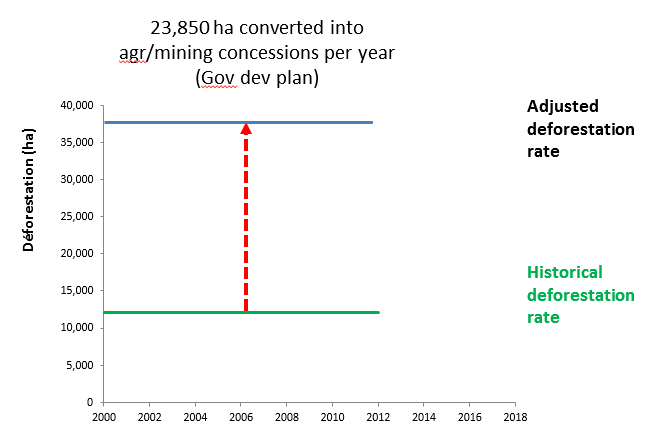 23,850 ha converted into
agr/mining concessions per year
(Gov dev plan)
40,000
35,000
30,000
25,000
20,000
15,000
10,000
5,000
0
Déforestation (ha)
2000 2002 2004 2006 2008 2010 2012 2014 2016 2018
Adjusted
deforestation
rate
Historical
deforestation
rate